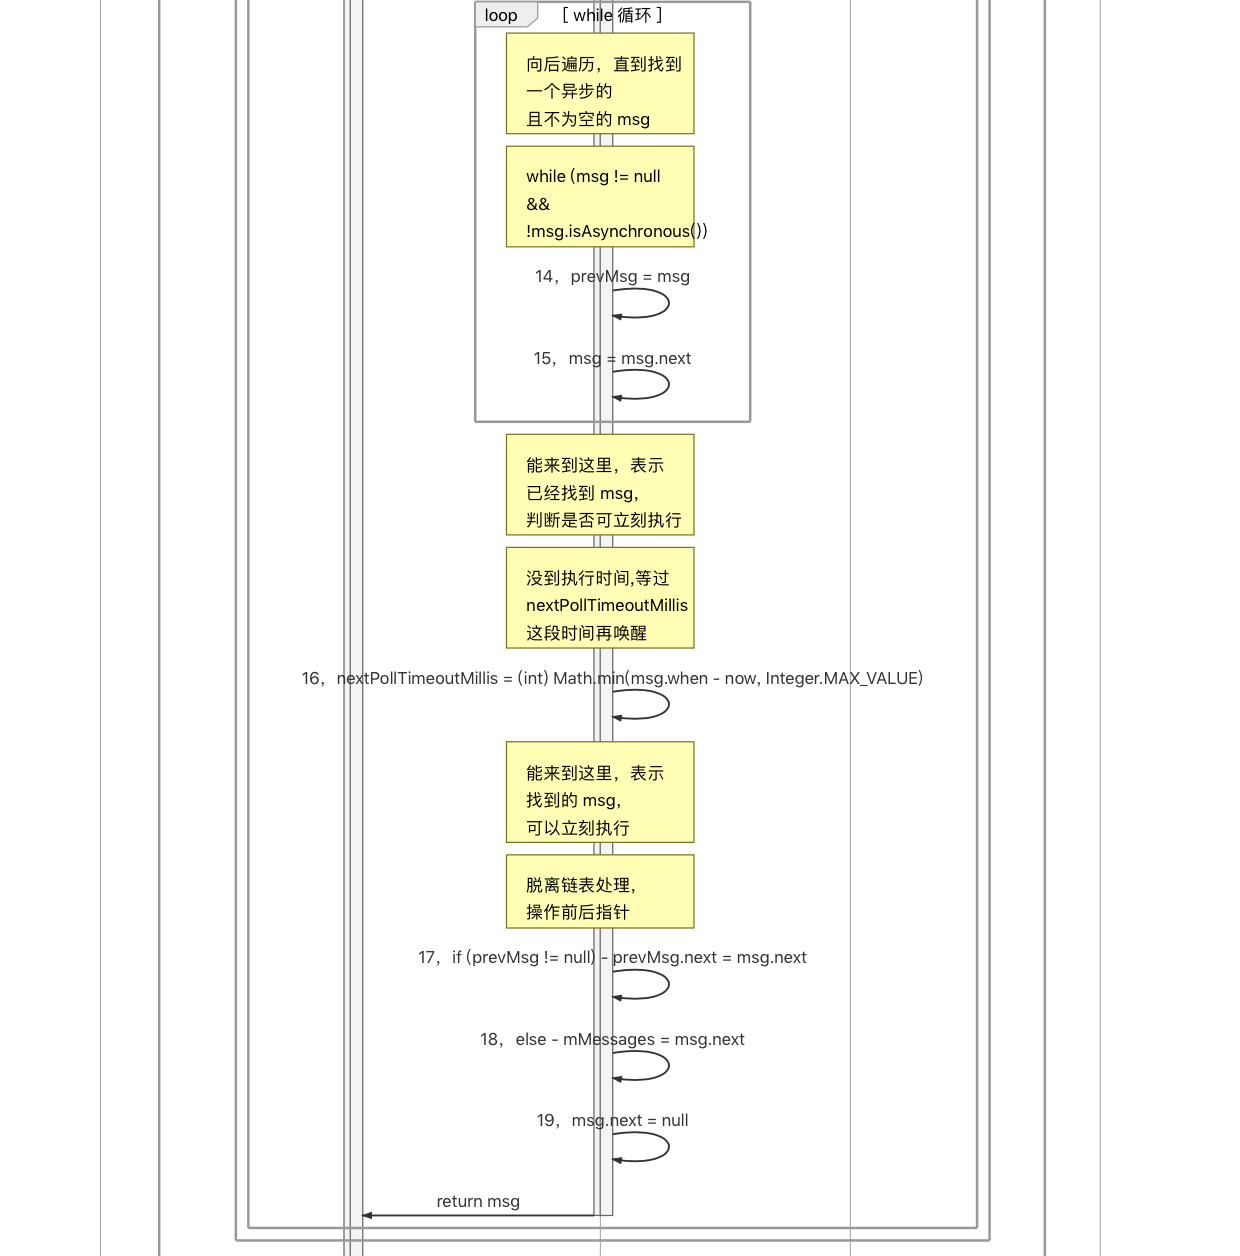 loop [ while 循环 ]
向后遍历，直到找到
一个异步的
且不为空的 msg
while (msg != null
&&
!msg.isAsynchronous())
14，prevMsg = msg
15，msg = msg.next
能来到这里，表示
已经找到 msg，
判断是否可立刻执行
没到执行时间,等过
nextPollTimeoutMillis
这段时间再唤醒
16，nextPollTimeoutMillis = (int) Math.min(msg.when - now, Integer.MAX_VALUE)
能来到这里，表示
找到的 msg，
可以立刻执行
脱离链表处理，
操作前后指针
17，if (prevMsg != null) - prevMsg.next = msg.next
18，else - mMessages = msg.next
19，msg.next = null
return msg